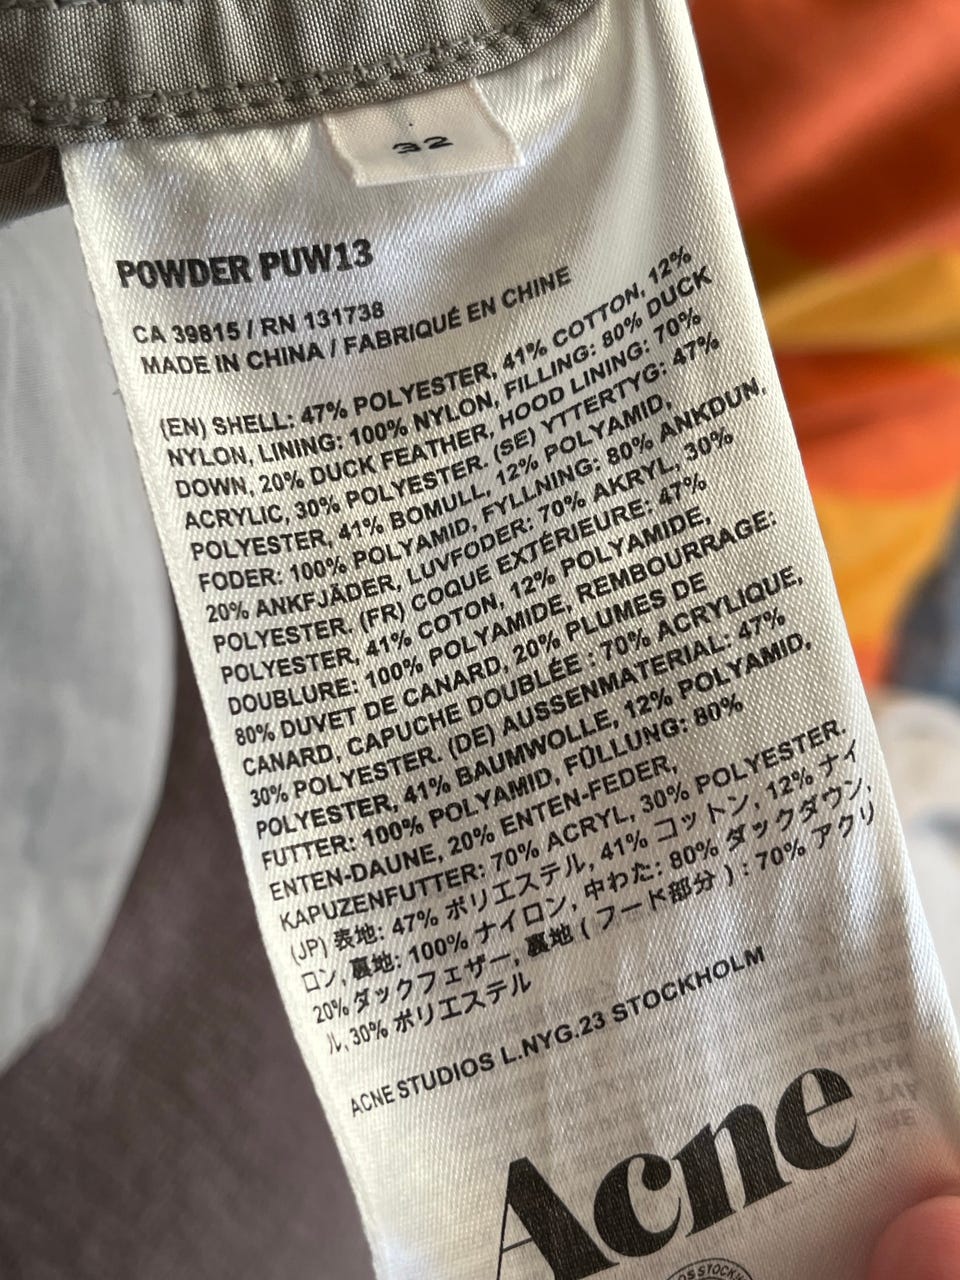 32
POWDER PUW13
CA 39815 / RN 131738
MADE IN CHINA / FABRIQUÉ EN CHINE
(EN) SHELL: 47% POLYESTER, 41% COTTON, 12%
NYLON, LINING: 100% NYLON, FILLING: 80% DUCK
DOWN, 20% DUCK FEATHER, HOOD LINING: 70%
ACRYLIC, 30% POLYESTER. (SE) YTTERTYG: 47%
POLYESTER, 41% BOMULL, 12% POLYAMID,
FODER: 100% POLYAMID, FYLLNING: 80% ANKDUN,
20% ANKFJÄDER, LUVFODER: 70% AKRYL, 30%
POLYESTER. (FR) COQUE EXTÉRIEURE: 47%
POLYESTER, 41% COTON, 12% POLYAMIDE,
DOUBLURE: 100% POLYAMIDE, REMBOURRAGE:
80% DUVET DE CANARD, 20% PLUMES DE
CANARD, CAPUCHE DOUBLÉE : 70% ACRYLIQUE,
30% POLYESTER. (DE) AUSSENMATERIAL: 47%
POLYESTER, 41% BAUMWOLLE, 12% POLYAMID,
FUTTER: 100% POLYAMID, FÜLLUNG: 80%
ENTEN-DAUNE, 20% ENTEN-FEDER,
KAPUZENFUTTER: 70% ACRYL, 30% POLYESTER.
(JP) 表地: 47% ポリエステル, 41% コットン, 12% ナイ
ロン, 裏地: 100% ナイロン, 中わた: 80% ダックダウン,
20% ダックフェザー, 裏地 ( フード部分 ) : 70% アクリ
ル, 30% ポリエステル
ACNE STUDIOS L.NYG.23 STOCKHOLM
Acne